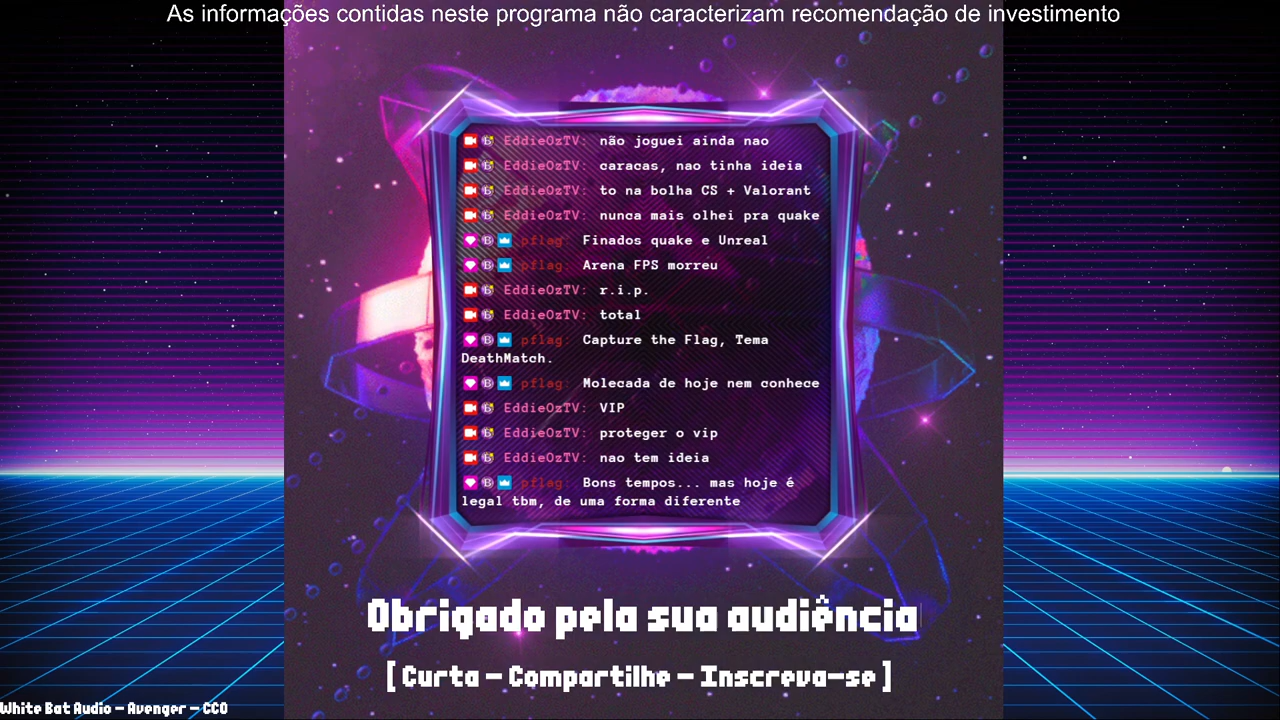 As informações contidas neste programa não caracterizam recomendação de investimento
EddieOzTV: não joguei ainda nao
EddieOzTV: caracas, nao tinha ideia
EddieOzTV: to na bolha CS + Valorant
EddieOzTV: nunca mais olhei pra quake
pflag: Finados quake e Unreal
pflag: Arena FPS morreu
EddieOzTV: r.i.p.
EddieOzTV: total
pflag: Capture the Flag, Tema
DeathMatch.
pflag: Molecada de hoje nem conhece
EddieOzTV: VIP
EddieOzTV: proteger o vip
EddieOzTV: nao tem ideia
pflag: Bons tempos... mas hoje é
legal tbm, de uma forma diferente
Obrigado pela sua audiência
[ Curta - Compartilhe - Inscreva-se ]
White Bat Audio - Avenger - CC0